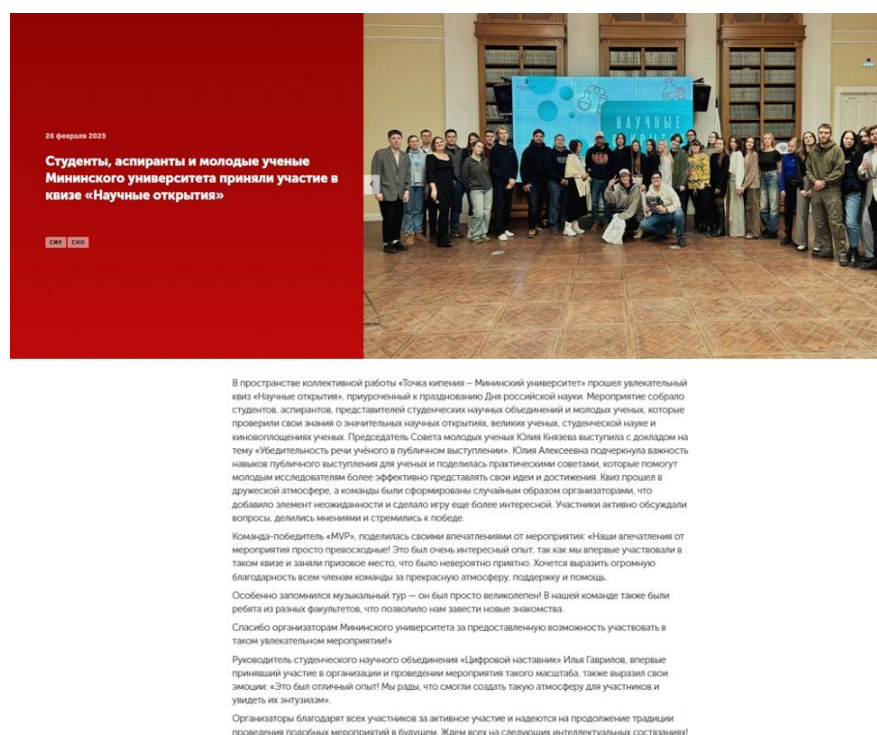 26 февраля 2025
Студенты, аспиранты и молодые ученые
Мининского университета приняли участие в
квизе «Научные открытия»
СМУ СНО
НАУЧНЫЕ
В пространстве коллективной работы «Точка кипения – Мининский университет» прошел увлекательный
квиз «Научные открытия», приуроченный к празднованию Дня российской науки. Мероприятие собрало
студентов, аспирантов, представителей студенческих научных объединений и молодых ученых, которые
проверили свои знания о значительных научных открытиях, великих ученых, студенческой науке и
киновоплощениях ученых. Председатель Совета молодых ученых Юлия Князева выступила с докладом на
тему «Убедительность речи учёного в публичном выступлении». Юлия Алексеевна подчеркнула важность
навыков публичного выступления для ученых и поделилась практическими советами, которые помогут
молодым исследователям более эффективно представлять свои идеи и достижения. Квиз прошел в
дружеской атмосфере, а команды были сформированы случайным образом организаторами, что
добавило элемент неожиданности и сделало игру еще более интересной. Участники активно обсуждали
вопросы, делились мнениями и стремились к победе.
Команда-победитель «MVP», поделилась своими впечатлениями от мероприятия: «Наши впечатления от
мероприятия просто превосходные! Это был очень интересный опыт, так как мы впервые участвовали в
таком квизе и заняли призовое место, что было невероятно приятно. Хочется выразить огромную
благодарность всем членам команды за прекрасную атмосферу, поддержку и помощь.
Особенно запомнился музыкальный тур — он был просто великолепен! В нашей команде также были
ребята из разных факультетов, что позволило нам завести новые знакомства.
Спасибо организаторам Мининского университета за предоставленную возможность участвовать в
таком увлекательном мероприятии!»
Руководитель студенческого научного объединения «Цифровой наставник» Илья Гаврилов, впервые
принявший участие в организации и проведении мероприятия такого масштаба, также выразил свои
эмоции: «Это был отличный опыт! Мы рады, что смогли создать такую атмосферу для участников и
увидеть их энтузиазм».
Организаторы благодарят всех участников за активное участие и надеются на продолжение традиции
проведения подобных мероприятий в будущем. Ждем всех на следующих интеллектуальных состязаниях!